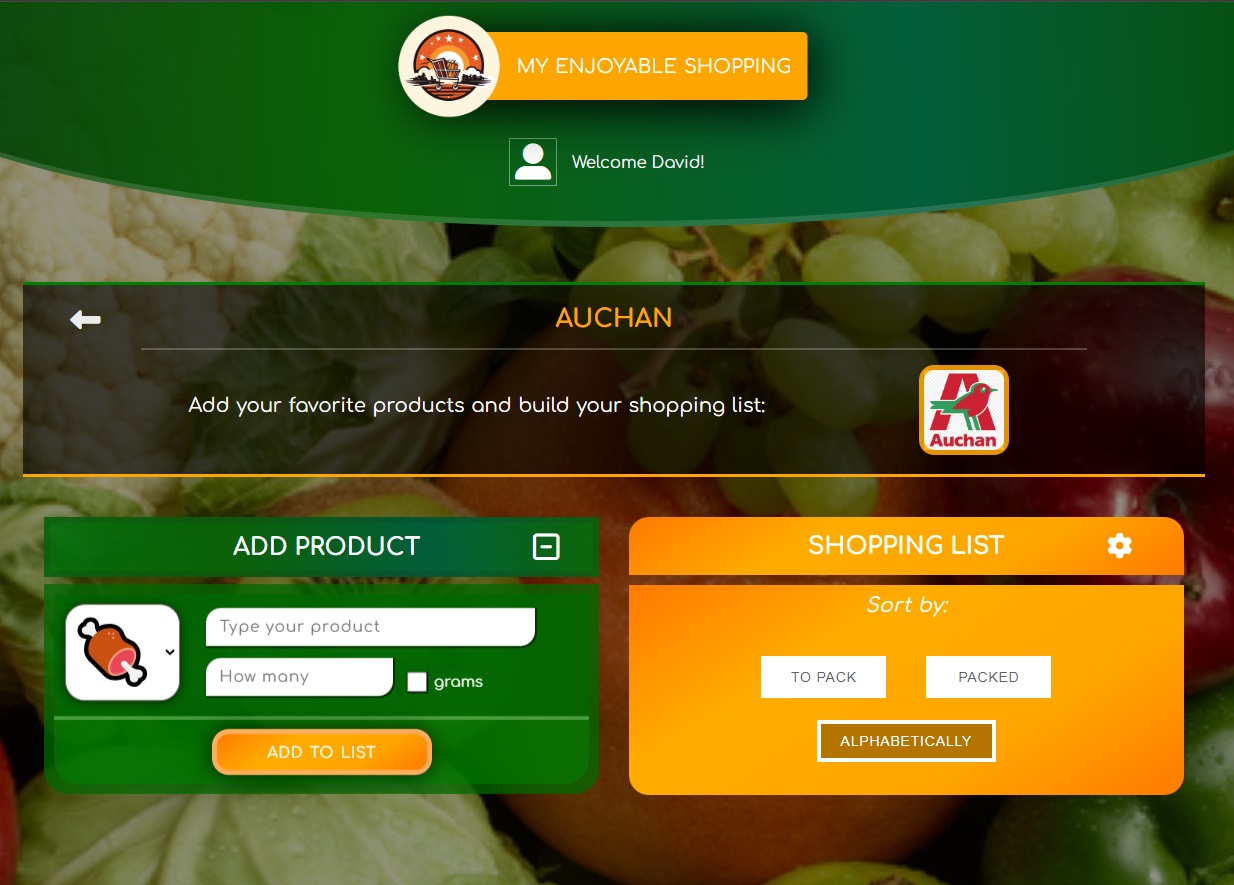 MY ENJOYABLE SHOPPING
Welcome David!
AUCHAN
Add your favorite products and build your shopping list:
Auchan
ADD PRODUCT
Type your product
How many
grams
ADD TO LIST
SHOPPING LIST
Sort by:
TO PACK
PACKED
ALPHABETICALLY